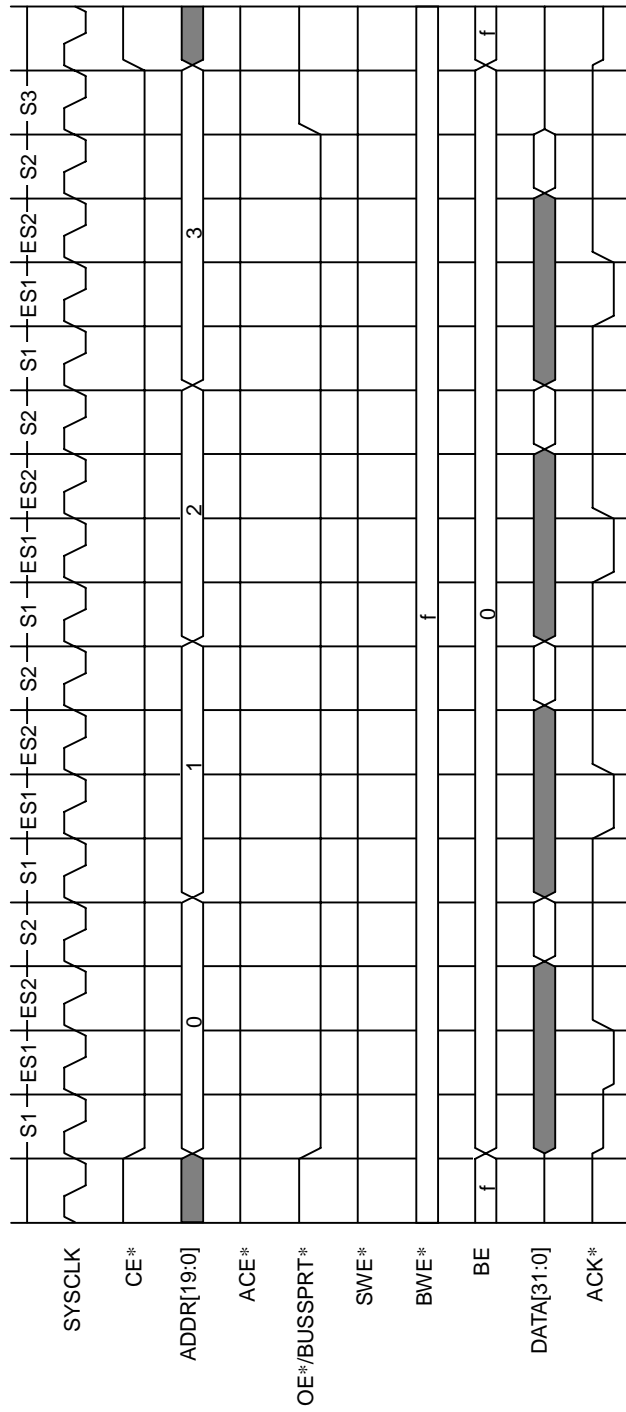 S1 ES1 ES2 S2 S1 ES1 ES2 S2 S1 ES1 ES2 S2 S1 ES1 ES2 S2 S3
SYSCLK
CE*
ADDR[19:0] 0 1 2 3
ACE*
OE*/BUSSPRT*
SWE*
BWE* f
BE f 0 f
DATA[31:0]
ACK*